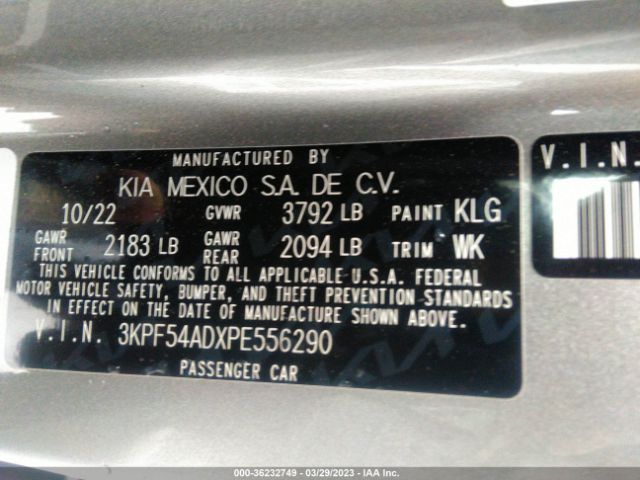 MANUFACTURED BY
KIA MEXICO S.A. DE C.V.
10/22 GVWR 3792 LB PAINT KLG
GAWR FRONT 2183 LB GAWR REAR 2094 LB TRIM WK
THIS VEHICLE CONFORMS TO ALL APPLICABLE U.S.A. FEDERAL
MOTOR VEHICLE SAFETY, BUMPER, AND THEFT PREVENTION STANDARDS
IN EFFECT ON THE DATE OF MANUFACTURE SHOWN ABOVE.
V.I.N. 3KPF54ADXPE556290
PASSENGER CAR
V.I.N.
000-36232749 - 03/29/2023 - IAA Inc.